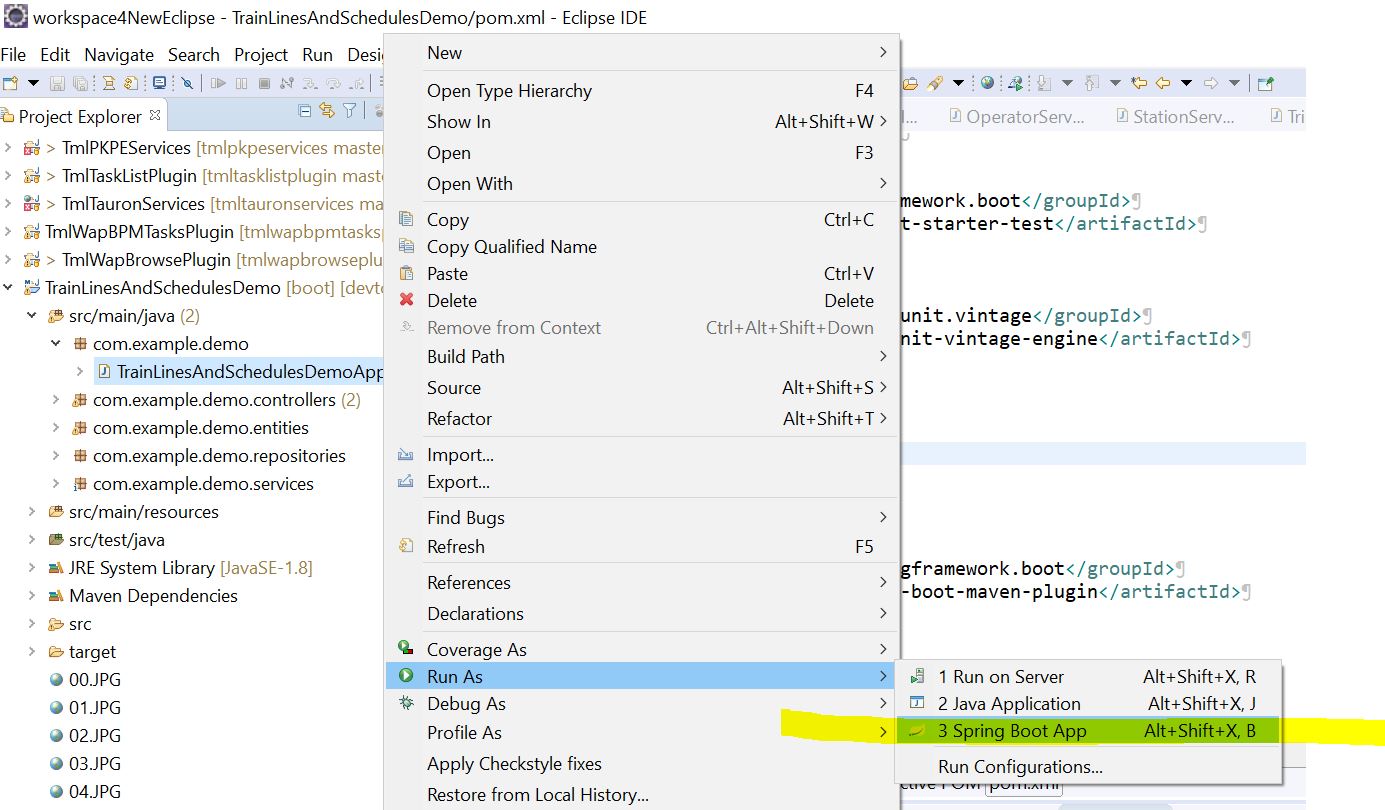 workspace4NewEclipse - TrainLinesAndSchedulesDemo/pom.xml - Eclipse IDE
File Edit Navigate Search Project Run Desi
Project Explorer
> TmlPKPEServices [tmlpkpeservices master
> TmlTaskListPlugin [tmltasklistplugin mast
> TmlTauronServices [tmltauronservices ma
TmlWapBPMTasksPlugin [tmlwapbpmtasksp
> TmlWapBrowsePlugin [tmlwapbrowseplu
TrainLinesAndSchedulesDemo [boot] [devto
src/main/java (2)
com.example.demo
TrainLinesAndSchedulesDemoApp
com.example.demo.controllers (2)
com.example.demo.entities
com.example.demo.repositories
com.example.demo.services
src/main/resources
src/test/java
JRE System Library [JavaSE-1.8]
Maven Dependencies
src
target
00.JPG
01.JPG
02.JPG
03.JPG
04.JPG
New
Open Type Hierarchy F4
Show In Alt+Shift+W
Open F3
Open With
Copy Ctrl+C
Copy Qualified Name
Paste Ctrl+V
Delete Delete
Remove from Context Ctrl+Alt+Shift+Down
Build Path
Source Alt+Shift+S
Refactor Alt+Shift+T
Import...
Export...
Find Bugs
Refresh F5
References
Declarations
Coverage As
Run As
Debug As
Profile As
Apply Checkstyle fixes
Restore from Local History...
1 Run on Server Alt+Shift+X, R
2 Java Application Alt+Shift+X, J
3 Spring Boot App Alt+Shift+X, B
Run Configurations...
OperatorServ... StationServ... Tri
mework.boot</groupId>¶
t-starter-test</artifactId>¶
unit.vintage</groupId>¶
nit-vintage-engine</artifactId>¶
gframework.boot</groupId>¶
-boot-maven-plugin</artifactId>¶
ctive POM pom.xml